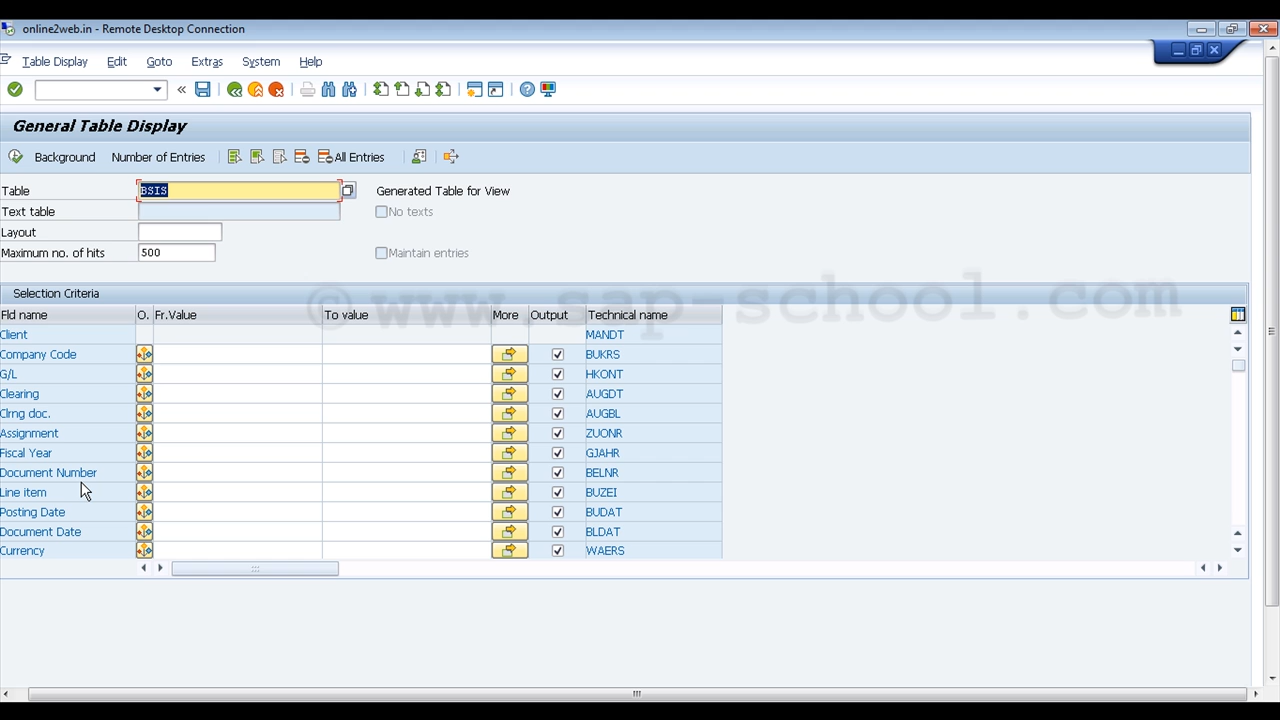 online2web.in - Remote Desktop Connection
Table Display Edit Goto Extras System Help
General Table Display
Background Number of Entries All Entries
Table BSIS Generated Table for View
Text table No texts
Layout
Maximum no. of hits 500 Maintain entries
Selection Criteria
©www.sap-school.com
Fld name O. Fr.Value To value More Output Technical name
Client MANDT
Company Code BUKRS
G/L HKONT
Clearing AUGDT
Clrng doc. AUGBL
Assignment ZUONR
Fiscal Year GJAHR
Document Number BELNR
Line item BUZEI
Posting Date BUDAT
Document Date BLDAT
Currency WAERS